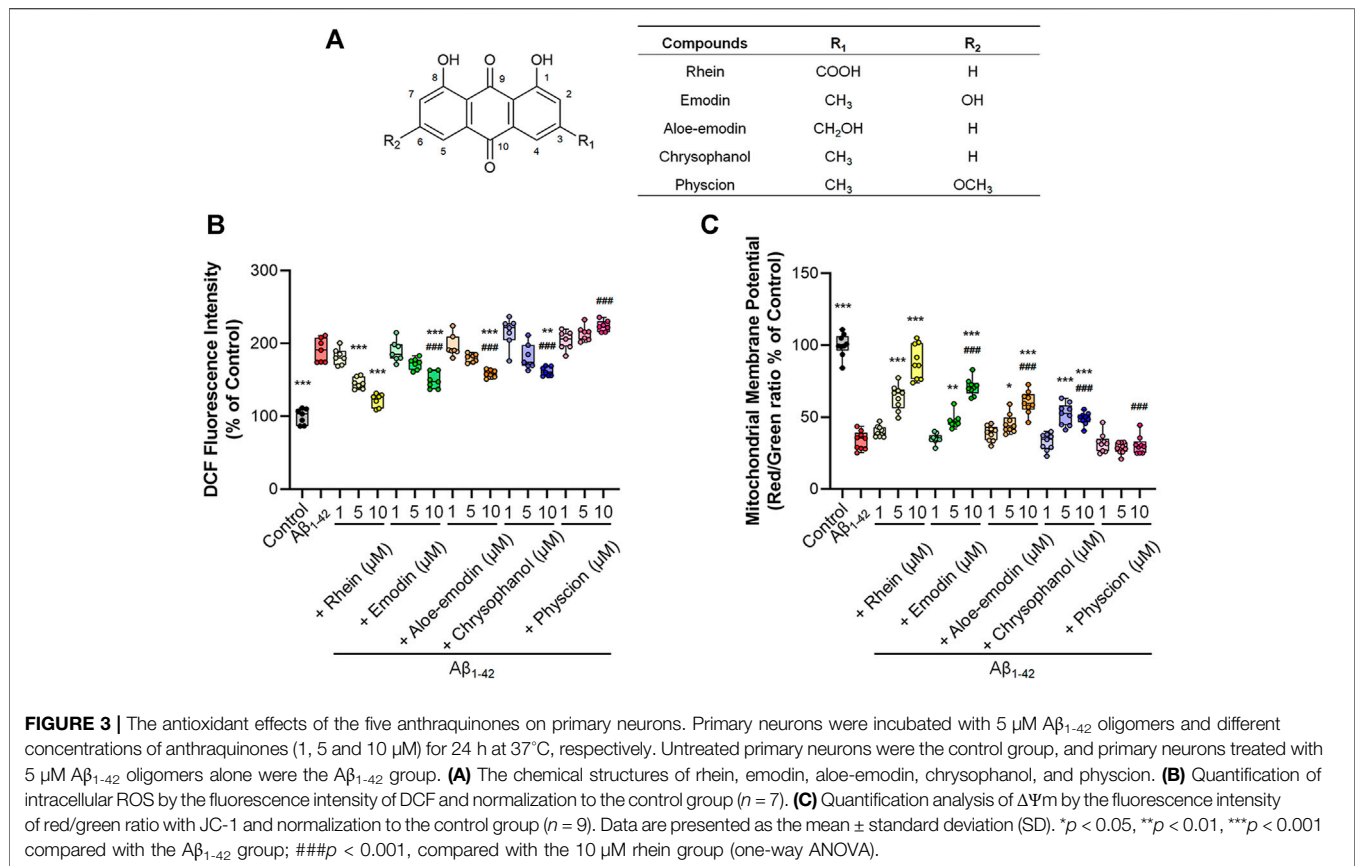 A
OH O OH
8 9 1
7 2
R2 6 5 10 4 3 R1
O
Compounds R1 R2
Rhein COOH H
Emodin CH3 OH
Aloe-emodin CH2OH H
Chrysophanol CH3 H
Physcion CH3 OCH3
B
DCF Fluorescence Intensity
(% of Control)
300
200
100
0
*** *** *** *** ### *** ### ** ### ###
Control Aβ1-42 1 5 10 1 5 10 1 5 10 1 5 10 1 5 10
+ Rhein (µM)
+ Emodin (µM)
+ Aloe-emodin (µM)
+ Chrysophanol (µM)
+ Physcion (µM)
Aβ1-42
C
Mitochondrial Membrane Potential
(Red/Green ratio % of Control)
150
100
50
0
*** *** *** ** *** ### * *** ### *** *** ### ###
Control Aβ1-42 1 5 10 1 5 10 1 5 10 1 5 10 1 5 10
+ Rhein (µM)
+ Emodin (µM)
+ Aloe-emodin (µM)
+ Chrysophanol (µM)
+ Physcion (µM)
Aβ1-42
FIGURE 3 | The antioxidant effects of the five anthraquinones on primary neurons. Primary neurons were incubated with 5 µM Aβ1-42 oligomers and different
concentrations of anthraquinones (1, 5 and 10 µM) for 24 h at 37°C, respectively. Untreated primary neurons were the control group, and primary neurons treated with
5 µM Aβ1-42 oligomers alone were the Aβ1-42 group. (A) The chemical structures of rhein, emodin, aloe-emodin, chrysophanol, and physcion. (B) Quantification of
intracellular ROS by the fluorescence intensity of DCF and normalization to the control group (n = 7). (C) Quantification analysis of ΔΨm by the fluorescence intensity
of red/green ratio with JC-1 and normalization to the control group (n = 9). Data are presented as the mean ± standard deviation (SD). *p < 0.05, **p < 0.01, ***p < 0.001
compared with the Aβ1-42 group; ###p < 0.001, compared with the 10 µM rhein group (one-way ANOVA).